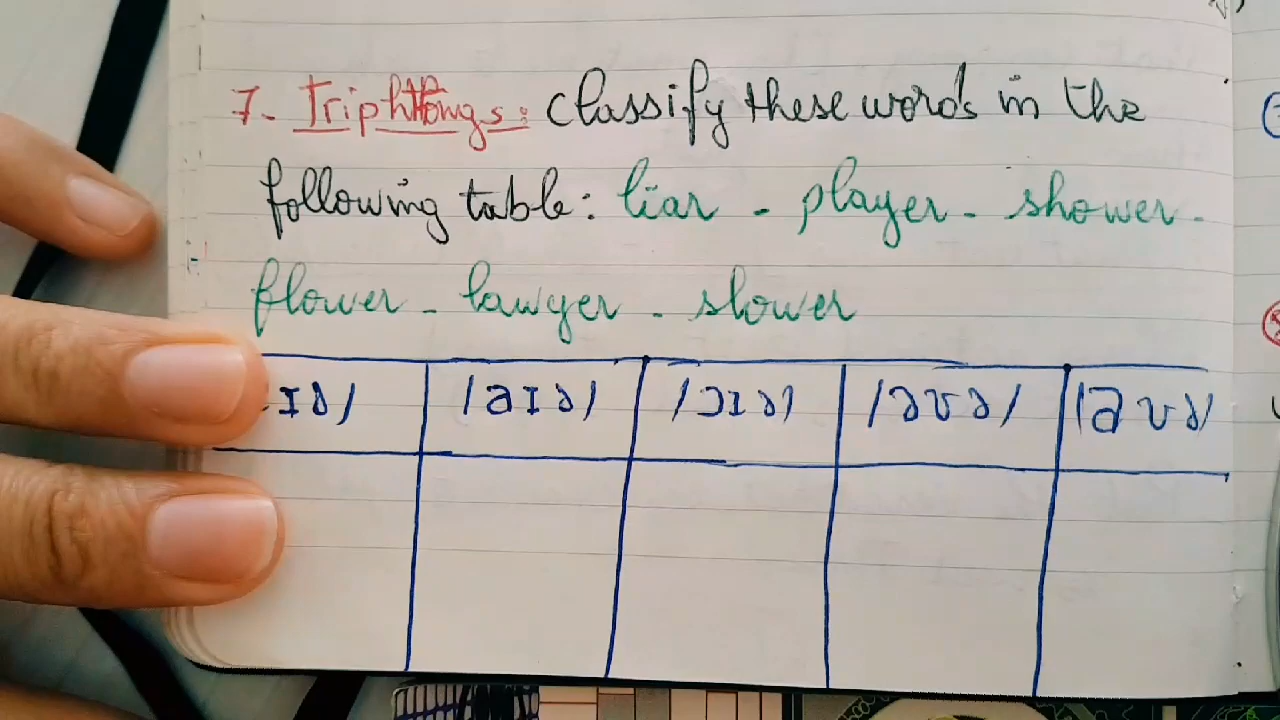 7- Triphthongs: classify these words in the
following table: liar - player - shower -
flower - lawyer - slower
ɪə/ /aɪə/ /ɔɪə/ /əʊə/ /aʊə/